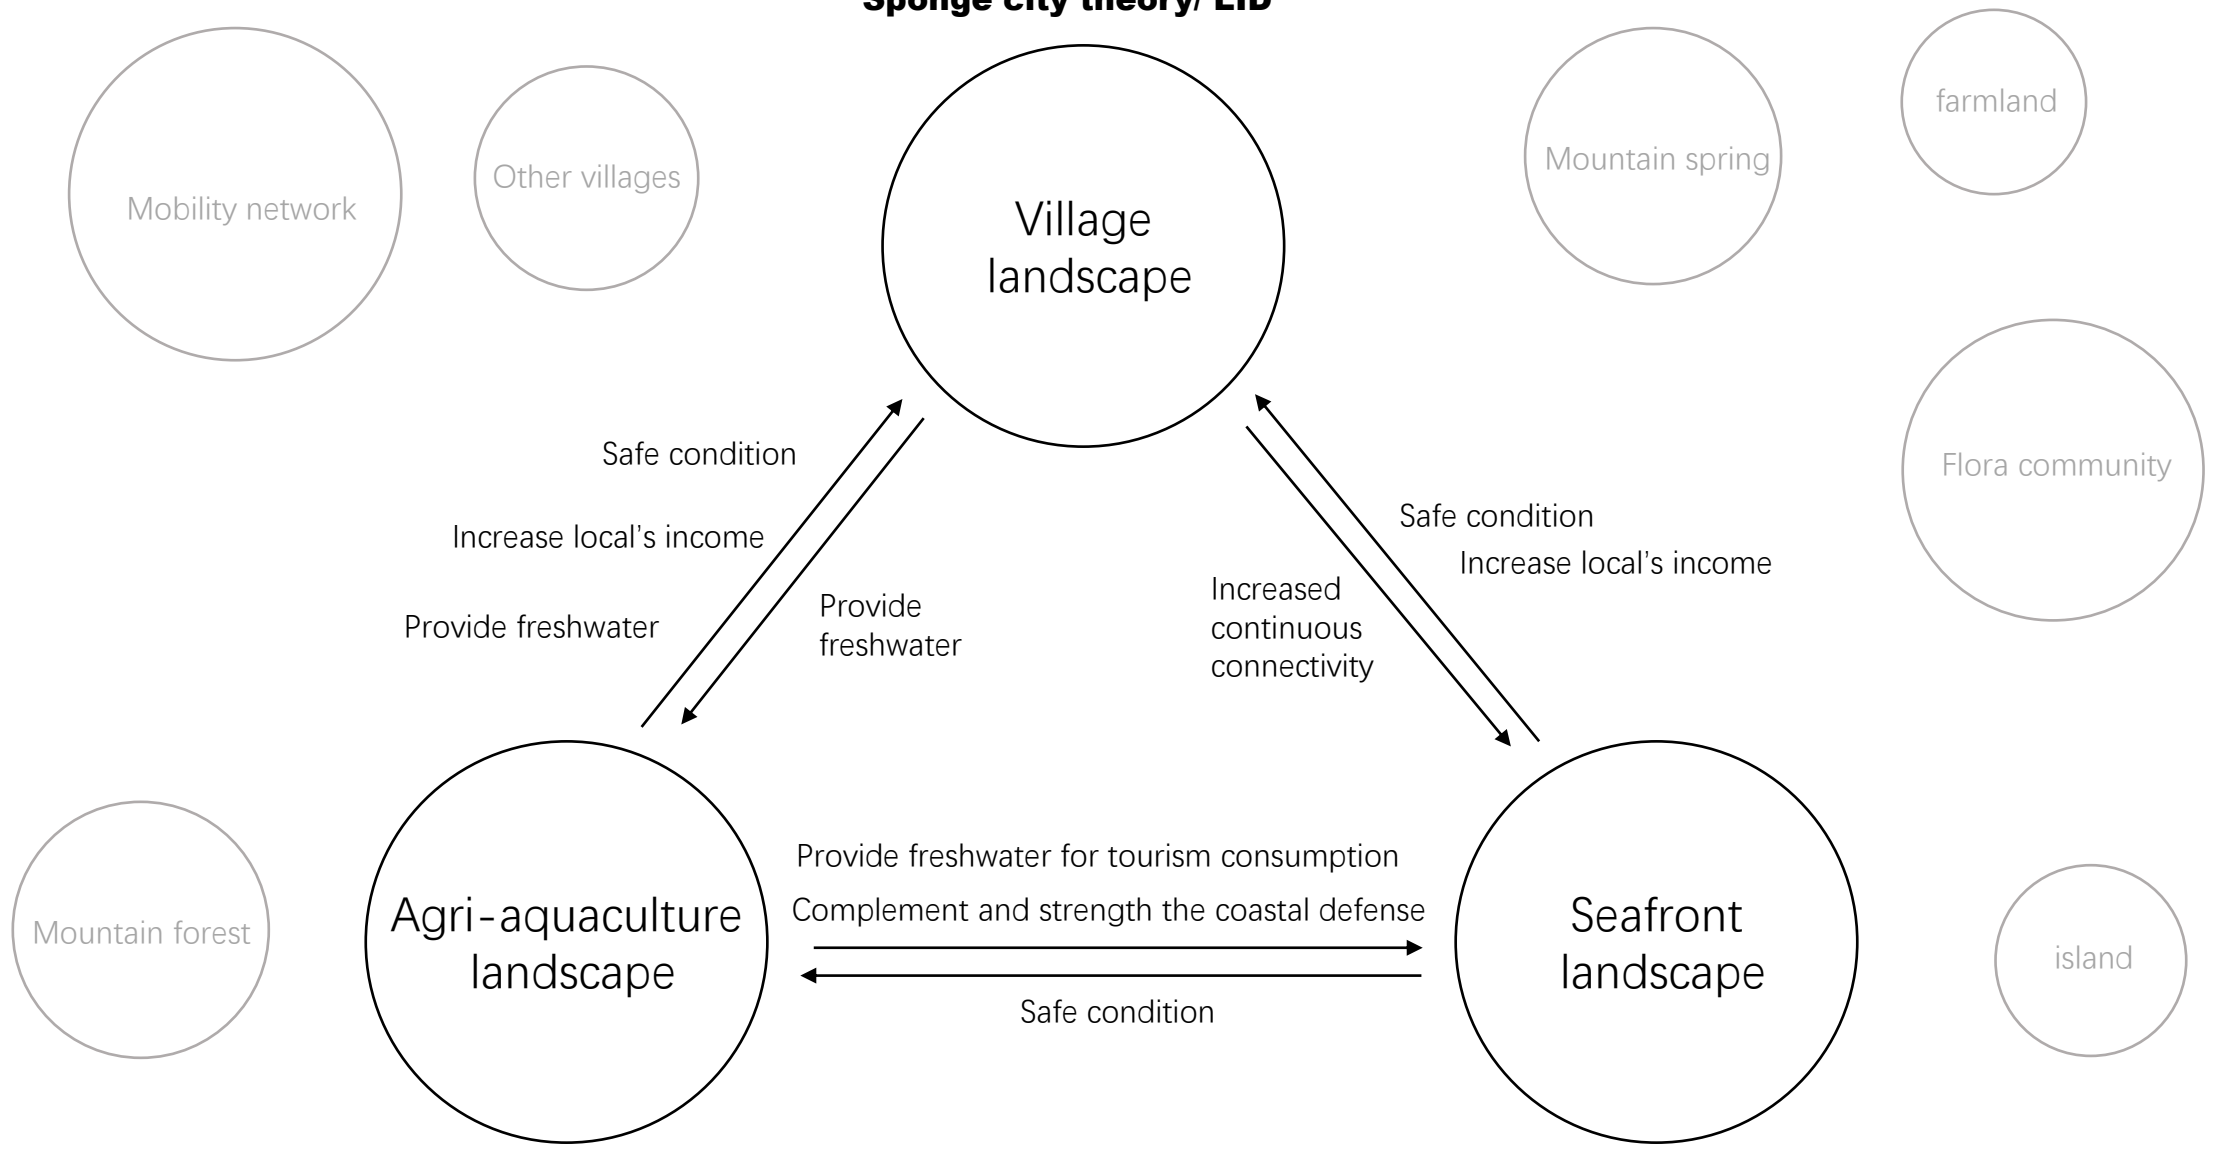 Sponge city theory/ LID
Mobility network
Other villages
Village
landscape
Mountain spring
farmland
Flora community
Safe condition
Increase local's income
Provide freshwater
Provide
freshwater
Increased
continuous
connectivity
Safe condition
Increase local's income
Mountain forest
Agri-aquaculture
landscape
Provide freshwater for tourism consumption
Complement and strength the coastal defense
Safe condition
Seafront
landscape
island